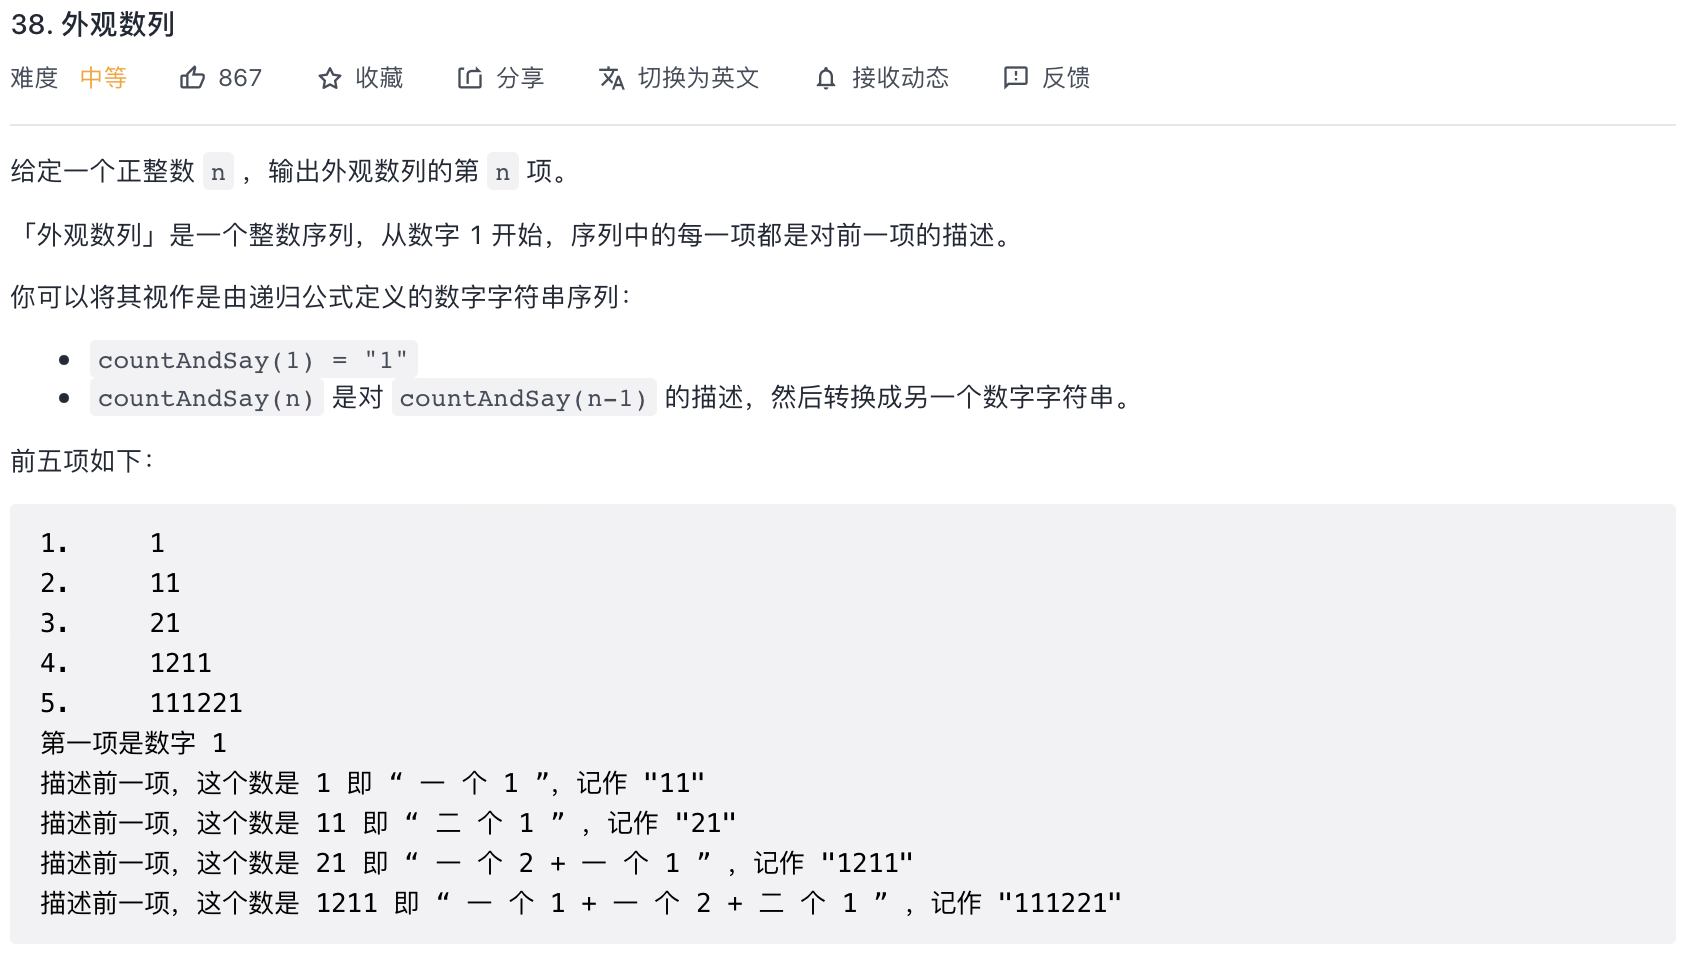 38. 外观数列
难度 中等 867 收藏 分享 切换为英文 接收动态 反馈
给定一个正整数 n ，输出外观数列的第 n 项。
「外观数列」是一个整数序列，从数字 1 开始，序列中的每一项都是对前一项的描述。
你可以将其视作是由递归公式定义的数字字符串序列：
• countAndSay(1) = "1"
• countAndSay(n) 是对 countAndSay(n-1) 的描述，然后转换成另一个数字字符串。
前五项如下：
1. 1
2. 11
3. 21
4. 1211
5. 111221
第一项是数字 1
描述前一项，这个数是 1 即 “ 一 个 1 ”，记作 "11"
描述前一项，这个数是 11 即 “ 二 个 1 ” ，记作 "21"
描述前一项，这个数是 21 即 “ 一 个 2 + 一 个 1 ” ，记作 "1211"
描述前一项，这个数是 1211 即 “ 一 个 1 + 一 个 2 + 二 个 1 ” ，记作 "111221"